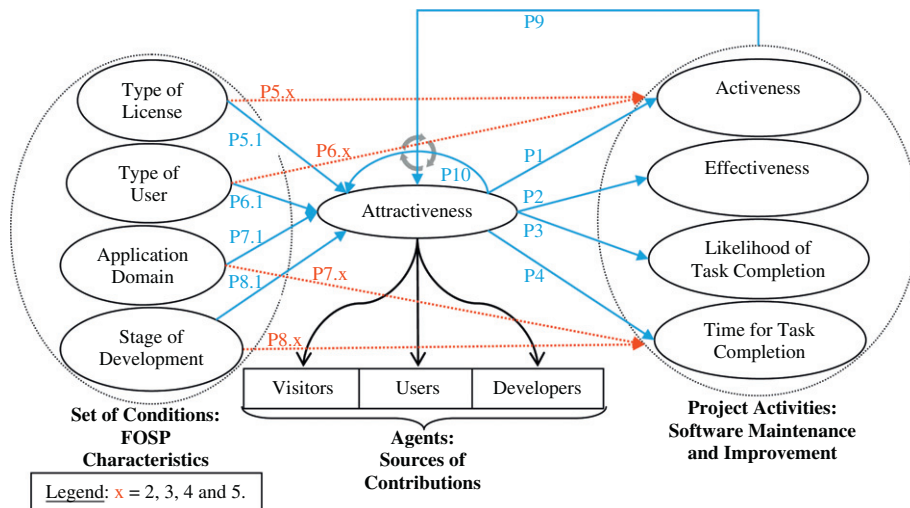 P9
Type of
License
P5.x
Activeness
P5.1
P6.x
P1
Type of
User
P10
P2
Effectiveness
P6.1
Attractiveness
P3
P7.1
Application
Domain
P7.x
P4
Likelihood of
Task Completion
P8.1
Stage of
Development
P8.x
Time for Task
Completion
Visitors
Users
Developers
Set of Conditions:
FOSP
Characteristics
Agents:
Sources of
Contributions
Project Activities:
Software Maintenance
and Improvement
Legend: x = 2, 3, 4 and 5.